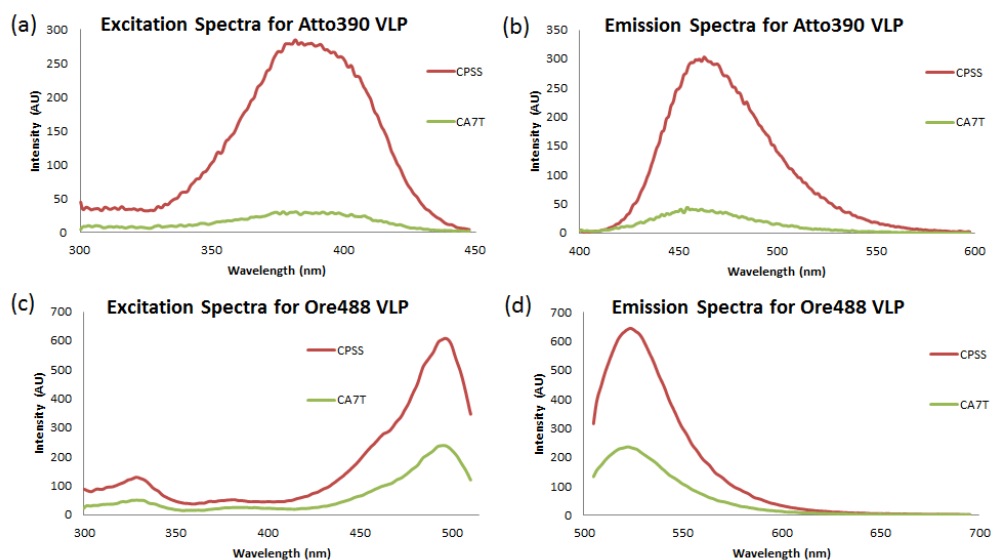 (a)
Excitation Spectra for Atto390 VLP
300
250
200
150
100
50
0
Intensity (AU)
CPSS
CA7T
300 350 400 450
Wavelength (nm)
(b)
Emission Spectra for Atto390 VLP
350
300
250
200
150
100
50
0
Intensity (AU)
CPSS
CA7T
400 450 500 550 600
Wavelength (nm)
(c)
Excitation Spectra for Ore488 VLP
700
600
500
400
300
200
100
0
Intensity (AU)
CPSS
CA7T
300 350 400 450 500
Wavelength (nm)
(d)
Emission Spectra for Ore488 VLP
700
600
500
400
300
200
100
0
Intensity (AU)
CPSS
CA7T
500 550 600 650 700
Wavelength (nm)